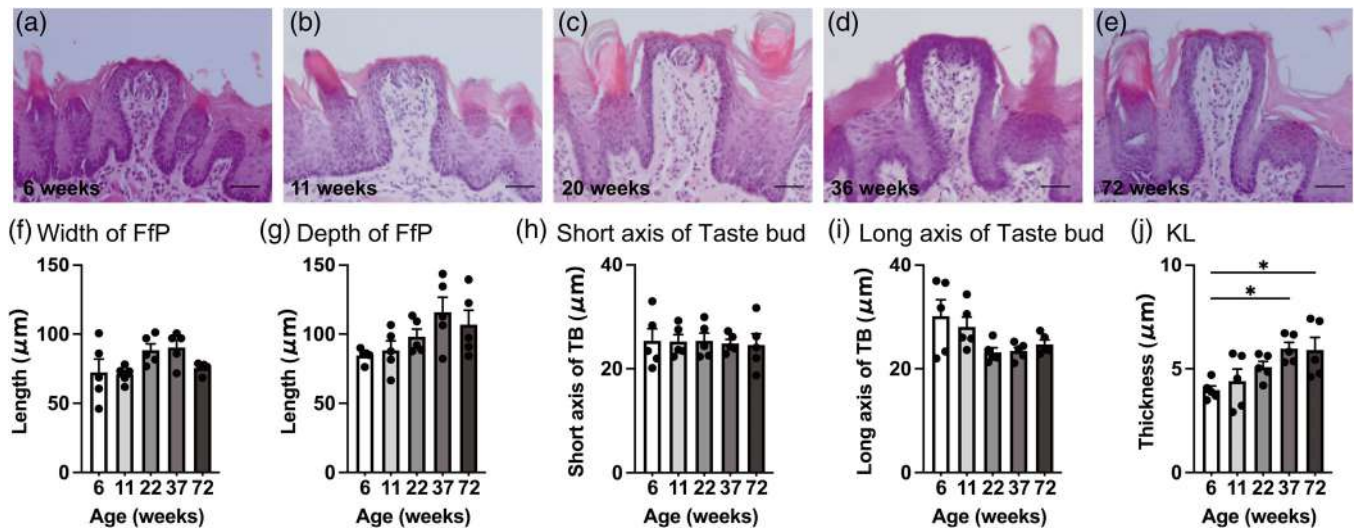 (a) (b) (c) (d) (e)
6 weeks 11 weeks 20 weeks 36 weeks 72 weeks
(f) Width of FfP (g) Depth of FfP (h) Short axis of Taste bud (i) Long axis of Taste bud (j) KL
Length (μm)
150
100
50
0
6 11 22 37 72
Age (weeks)
Length (μm)
150
100
50
0
6 11 22 37 72
Age (weeks)
Short axis of TB (μm)
40
20
0
6 11 22 37 72
Age (weeks)
Long axis of TB (μm)
40
20
0
6 11 22 37 72
Age (weeks)
Thickness (μm)
10
5
0
*
*
6 11 22 37 72
Age (weeks)